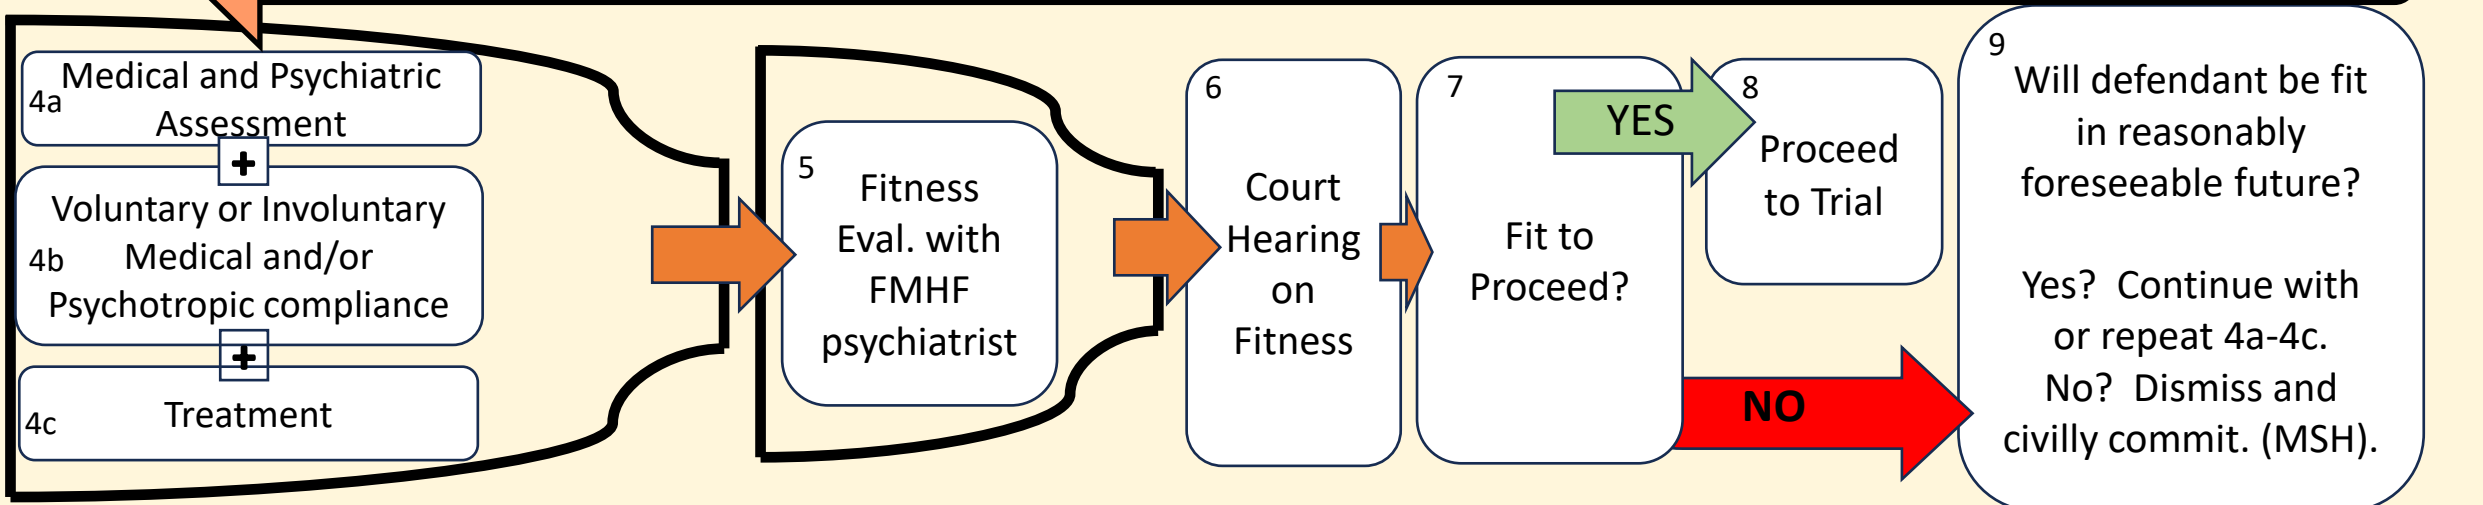 4a
Medical and Psychiatric
Assessment
+
4b
Voluntary or Involuntary
Medical and/or
Psychotropic compliance
+
4c
Treatment
5
Fitness
Eval. with
FMHF
psychiatrist
6
Court
Hearing
on
Fitness
7
Fit to
Proceed?
YES
8
Proceed
to Trial
NO
9
Will defendant be fit
in reasonably
foreseeable future?
Yes?  Continue with
or repeat 4a-4c.
No?  Dismiss and
civilly commit. (MSH).